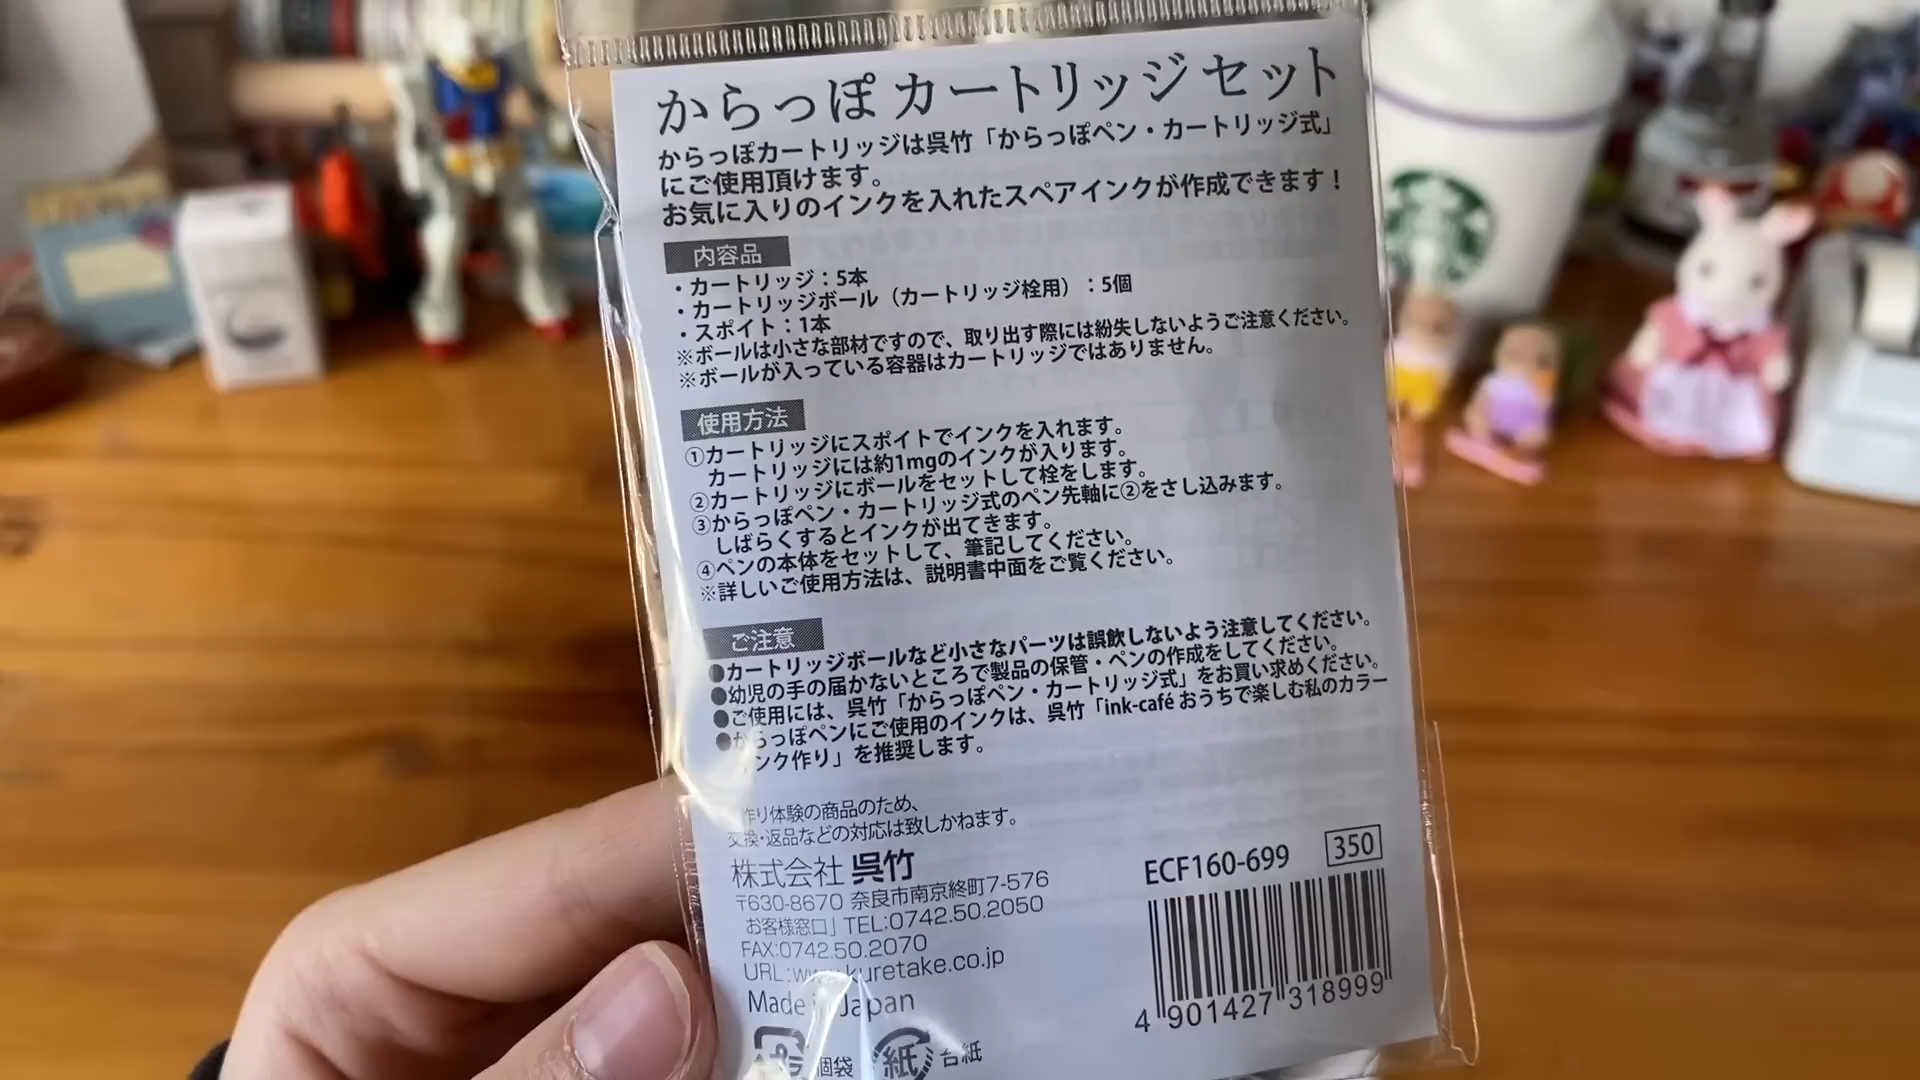 からっぽ カートリッジ セット
からっぽカートリッジは呉竹「からっぽペン・カートリッジ式」
にご使用頂けます。
お気に入りのインクを入れたスペアインクが作成できます！
内容品
・カートリッジ：5本
・カートリッジボール（カートリッジ栓用）：5個
・スポイト：1本
※ボールは小さな部材ですので、取り出す際には紛失しないようご注意ください。
※ボールが入っている容器はカートリッジではありません。
使用方法
①カートリッジにスポイトでインクを入れます。
カートリッジには約1mgのインクが入ります。
②カートリッジにボールをセットして栓をします。
③からっぽペン・カートリッジ式のペン先軸に②をさし込みます。
しばらくするとインクが出てきます。
④ペンの本体をセットして、筆記してください。
※詳しいご使用方法は、説明書中面をご覧ください。
ご注意
●カートリッジボールなど小さなパーツは誤飲しないよう注意してください。
●幼児の手の届かないところで製品の保管・ペンの作成をしてください。
●ご使用には、呉竹「からっぽペン・カートリッジ式」をお買い求めください。
●からっぽペンにご使用のインクは、呉竹「ink-café おうちで楽しむ私のカラー
ンク作り」を推奨します。
作り体験の商品のため、
交換・返品などの対応は致しかねます。
株式会社 呉竹
〒630-8670 奈良市南京終町7-576
お客様窓口 TEL:0742.50.2050
FAX:0742.50.2070
URL:www.kuretake.co.jp
Made in Japan
ECF160-699 350
4 901427 318999
プラ 個袋 紙 台紙